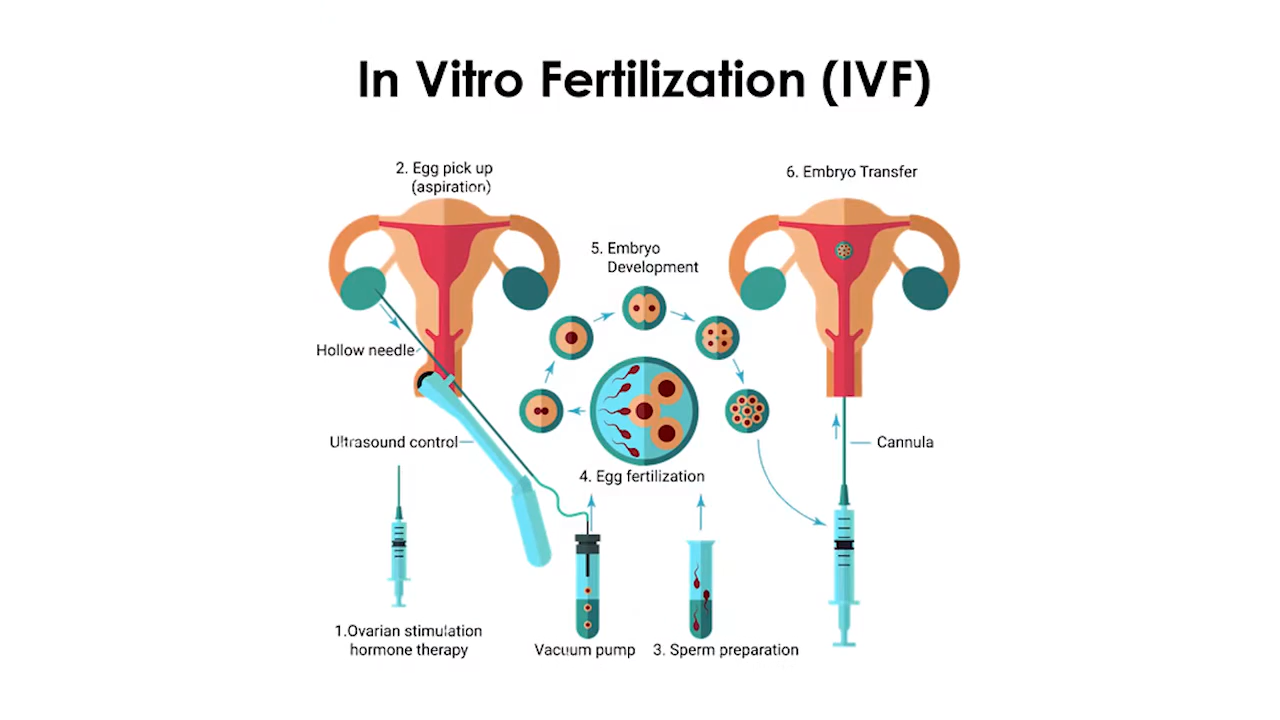 In Vitro Fertilization (IVF)
2. Egg pick up
(aspiration)
6. Embryo Transfer
5. Embryo
Development
Hollow needle
Ultrasound control
Cannula
4. Egg fertilization
1.Ovarian stimulation
hormone therapy
Vacuum pump
3. Sperm preparation